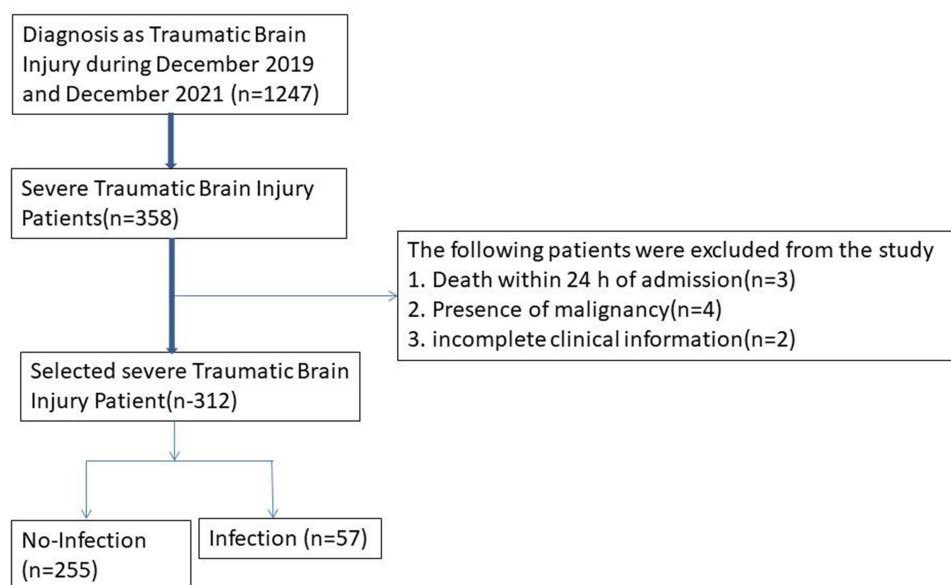 Diagnosis as Traumatic Brain
Injury during December 2019
and December 2021 (n=1247)
Severe Traumatic Brain Injury
Patients(n=358)
The following patients were excluded from the study
1. Death within 24 h of admission(n=3)
2. Presence of malignancy(n=4)
3. incomplete clinical information(n=2)
Selected severe Traumatic Brain
Injury Patient(n-312)
No-Infection
(n=255)
Infection (n=57)